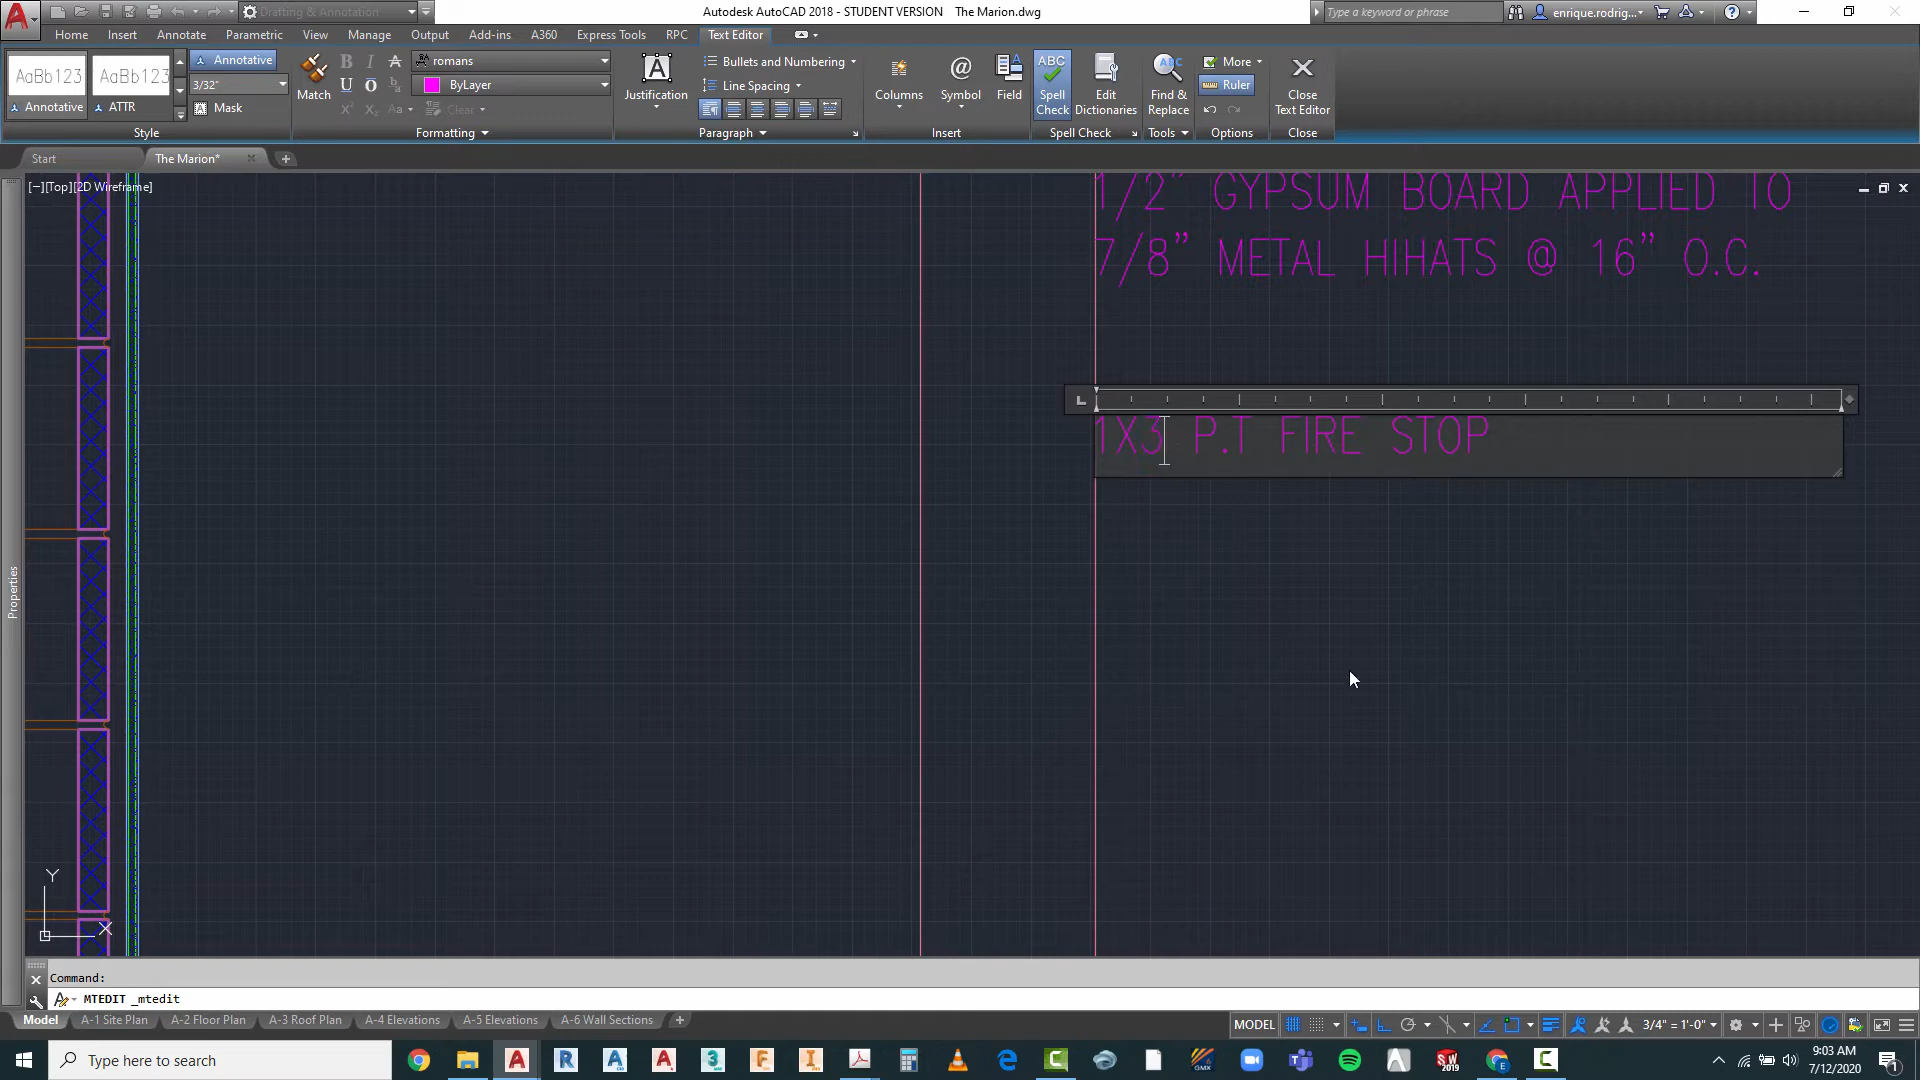 Drafting & Annotation
Autodesk AutoCAD 2018 - STUDENT VERSION The Marion.dwg
Type a keyword or phrase
enrique.rodrig...
Home Insert Annotate Parametric View Manage Output Add-ins A360 Express Tools RPC Text Editor
AaBb123 AaBb123
Annotative ATTR
Annotative
3/32"
Mask
Style
Match
romans
ByLayer
Clear
Formatting
Justification
Bullets and Numbering
Line Spacing
Paragraph
Columns
Symbol
Field
Insert
ABC
Spell
Check
Edit
Dictionaries
Spell Check
Find &
Replace
Tools
More
Ruler
Options
Close
Text Editor
Close
Start
The Marion*
[−][Top][2D Wireframe]
1/2" GYPSUM BOARD APPLIED TO
7/8" METAL HIHATS @ 16" O.C.
1X3 P.T FIRE STOP
Properties
Y
X
Command:
MTEDIT _mtedit
Model A-1 Site Plan A-2 Floor Plan A-3 Roof Plan A-4 Elevations A-5 Elevations A-6 Wall Sections
MODEL
3/4" = 1'-0"
Type here to search
9:03 AM
7/12/2020